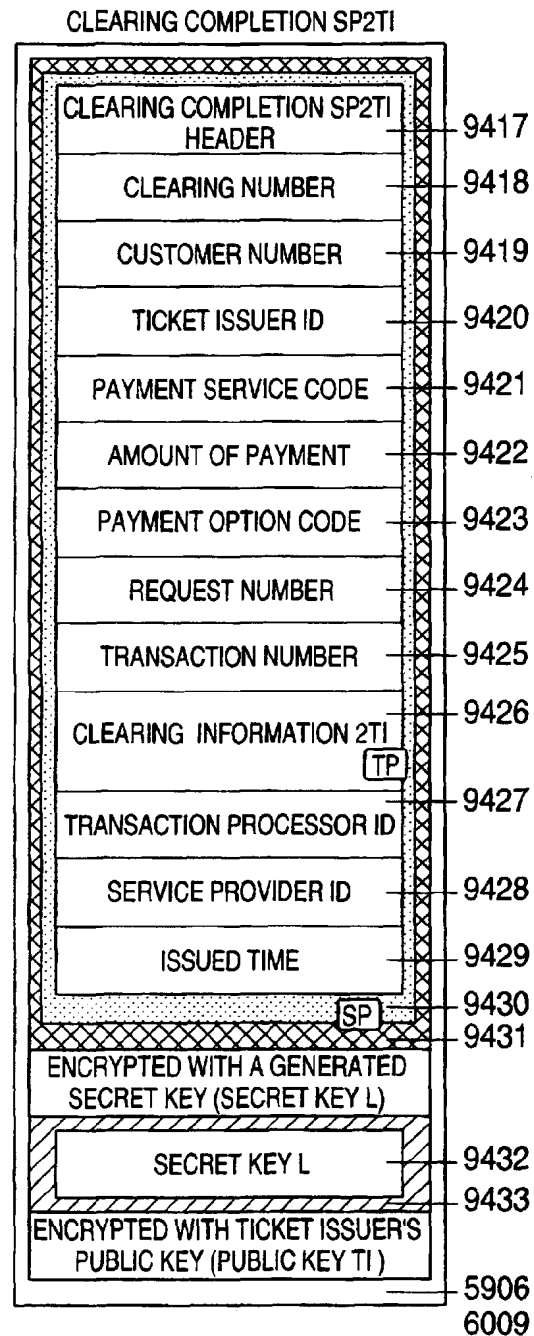 CLEARING COMPLETION SP2TI
CLEARING COMPLETION SP2TI
HEADER
9417
CLEARING NUMBER
9418
CUSTOMER NUMBER
9419
TICKET ISSUER ID
9420
PAYMENT SERVICE CODE
9421
AMOUNT OF PAYMENT
9422
PAYMENT OPTION CODE
9423
REQUEST NUMBER
9424
TRANSACTION NUMBER
9425
CLEARING INFORMATION 2TI
9426
TP
TRANSACTION PROCESSOR ID
9427
SERVICE PROVIDER ID
9428
ISSUED TIME
9429
SP
9430
9431
ENCRYPTED WITH A GENERATED
SECRET KEY (SECRET KEY L)
SECRET KEY L
9432
9433
ENCRYPTED WITH TICKET ISSUER'S
PUBLIC KEY (PUBLIC KEY TI )
5906
6009